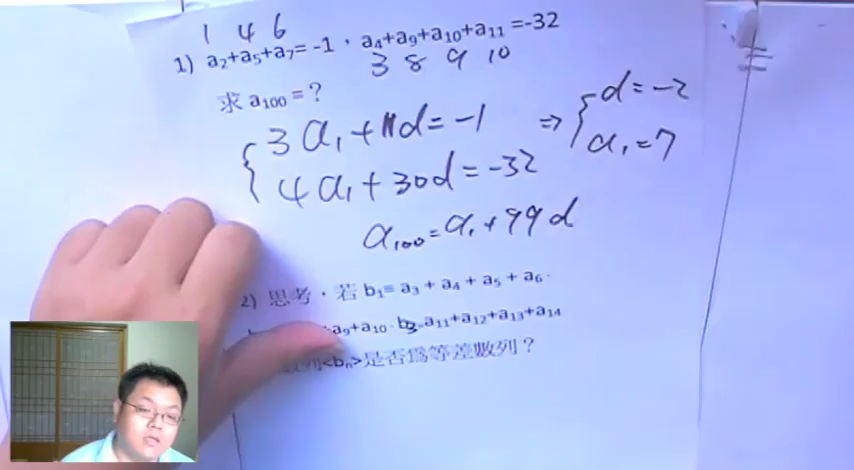 1 4 6
1) a₂+a₅+a₇= -1，a₄+a₉+a₁₀+a₁₁ =-32
3 8 9 10
求 a₁₀₀ =？
3a₁+11d=-1 ⇒ d=-2
4a₁+30d=-32 a₁=7
a₁₀₀=a₁+99d
2) 思考，若 b₁= a₃ + a₄ + a₅ + a₆，
+a₉+a₁₀，b₃=a₁₁+a₁₂+a₁₃+a₁₄
列<bₙ>是否為等差數列？